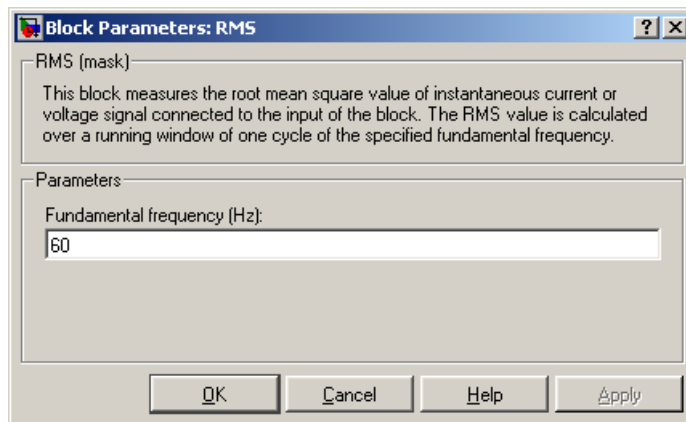 Block Parameters: RMS
RMS (mask)
This block measures the root mean square value of instantaneous current or
voltage signal connected to the input of the block. The RMS value is calculated
over a running window of one cycle of the specified fundamental frequency.
Parameters
Fundamental frequency (Hz):
60
OK Cancel Help Apply